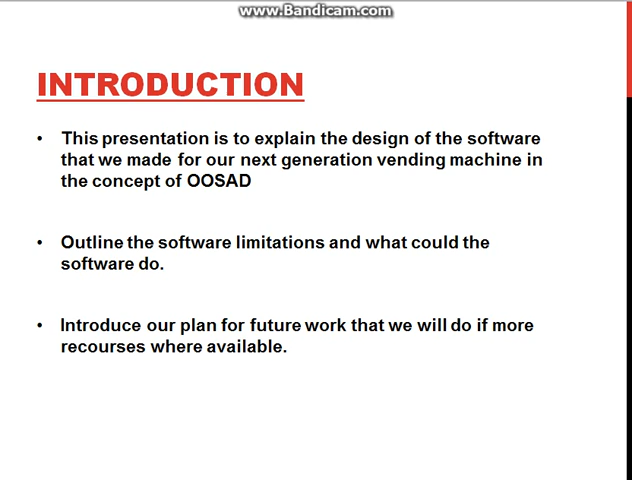 www.Bandicam.com
INTRODUCTION
• This presentation is to explain the design of the software
that we made for our next generation vending machine in
the concept of OOSAD
• Outline the software limitations and what could the
software do.
• Introduce our plan for future work that we will do if more
recourses where available.